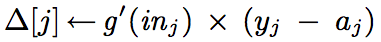 Δ[j] ← g′(in_j) × (y_j − a_j)